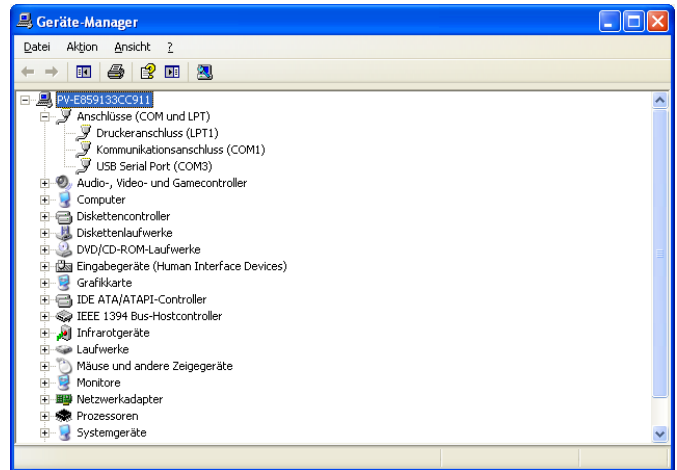 Geräte-Manager
Datei Aktion Ansicht ?
PV-E859133CC911
Anschlüsse (COM und LPT)
Druckeranschluss (LPT1)
Kommunikationsanschluss (COM1)
USB Serial Port (COM3)
Audio-, Video- und Gamecontroller
Computer
Diskettencontroller
Diskettenlaufwerke
DVD/CD-ROM-Laufwerke
Eingabegeräte (Human Interface Devices)
Grafikkarte
IDE ATA/ATAPI-Controller
IEEE 1394 Bus-Hostcontroller
Infrarotgeräte
Laufwerke
Mäuse und andere Zeigegeräte
Monitore
Netzwerkadapter
Prozessoren
Systemgeräte